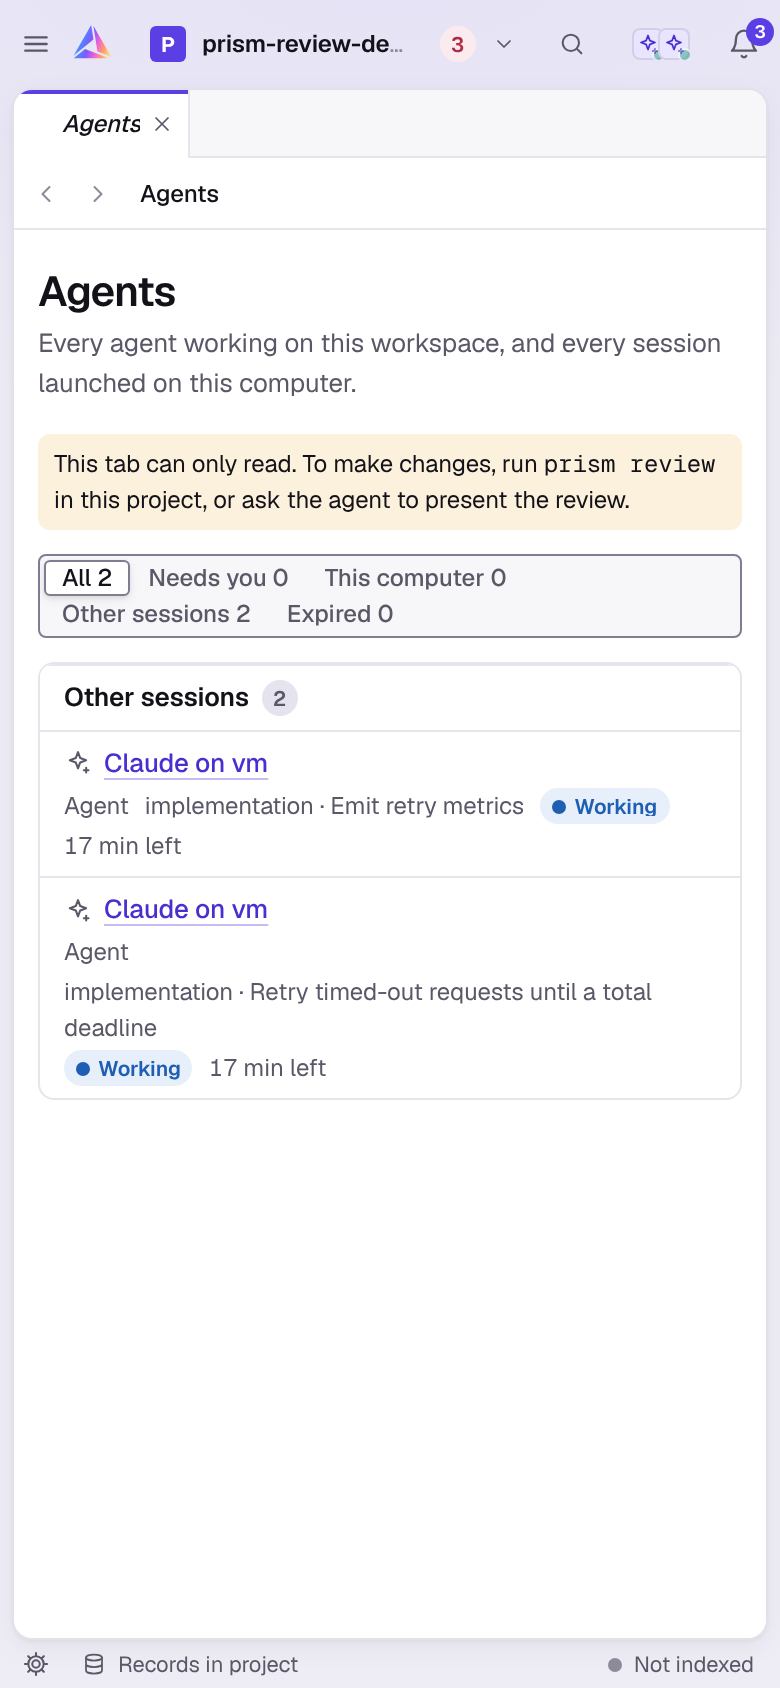 P prism-review-de... 3 3
Agents
Agents
Agents
Every agent working on this workspace, and every session
launched on this computer.
This tab can only read. To make changes, run prism review
in this project, or ask the agent to present the review.
All 2 Needs you 0 This computer 0
Other sessions 2 Expired 0
Other sessions 2
Claude on vm
Agent implementation · Emit retry metrics Working
17 min left
Claude on vm
Agent
implementation · Retry timed-out requests until a total
deadline
Working 17 min left
Records in project Not indexed